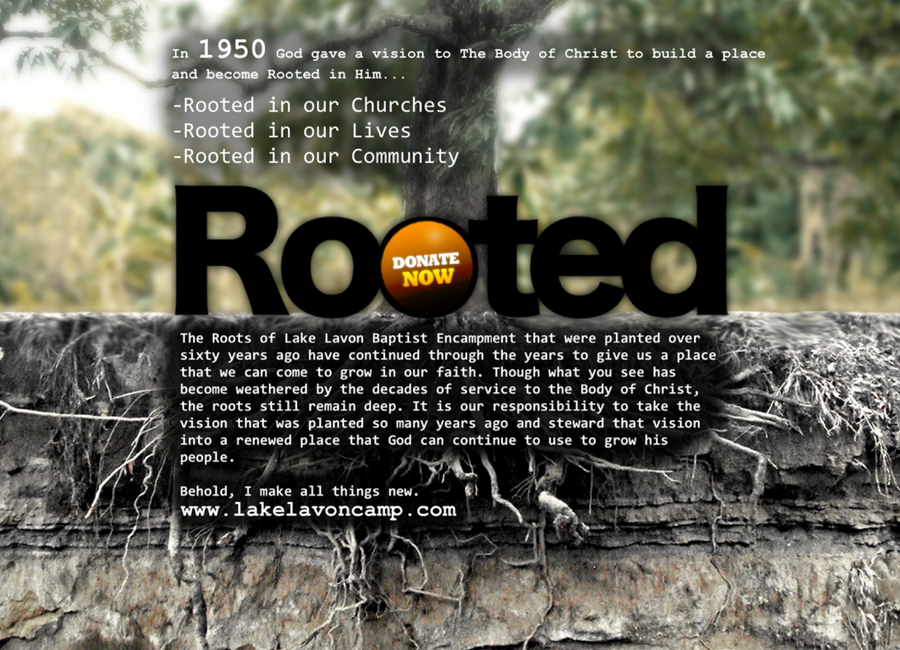 In 1950 God gave a vision to The Body of Christ to build a place
and become Rooted in Him...
-Rooted in our Churches
-Rooted in our Lives
-Rooted in our Community
Rooted
DONATE
NOW
The Roots of Lake Lavon Baptist Encampment that were planted over
sixty years ago have continued through the years to give us a place
that we can come to grow in our faith. Though what you see has
become weathered by the decades of service to the Body of Christ,
the roots still remain deep. It is our responsibility to take the
vision that was planted so many years ago and steward that vision
into a renewed place that God can continue to use to grow his
people.
Behold, I make all things new.
www.lakelavoncamp.com